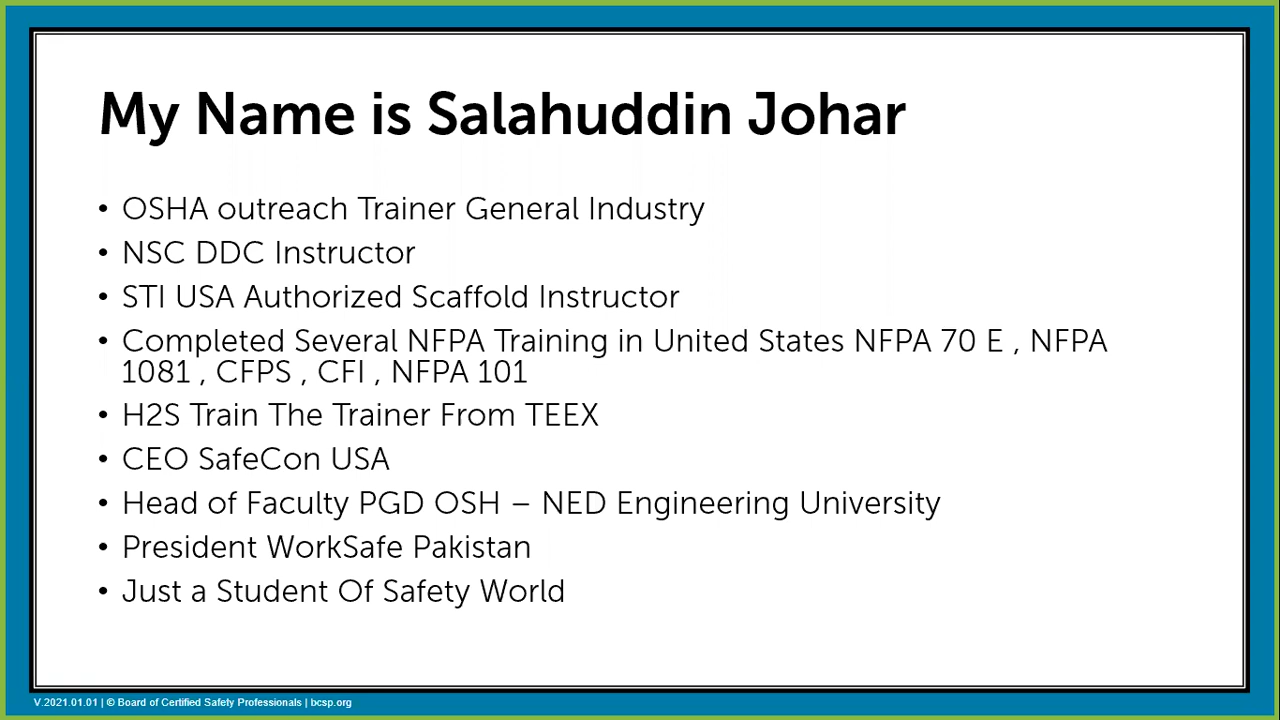 My Name is Salahuddin Johar
• OSHA outreach Trainer General Industry
• NSC DDC Instructor
• STI USA Authorized Scaffold Instructor
• Completed Several NFPA Training in United States NFPA 70 E , NFPA
1081 , CFPS , CFI , NFPA 101
• H2S Train The Trainer From TEEX
• CEO SafeCon USA
• Head of Faculty PGD OSH – NED Engineering University
• President WorkSafe Pakistan
• Just a Student Of Safety World
V.2021.01.01 | © Board of Certified Safety Professionals | bcsp.org